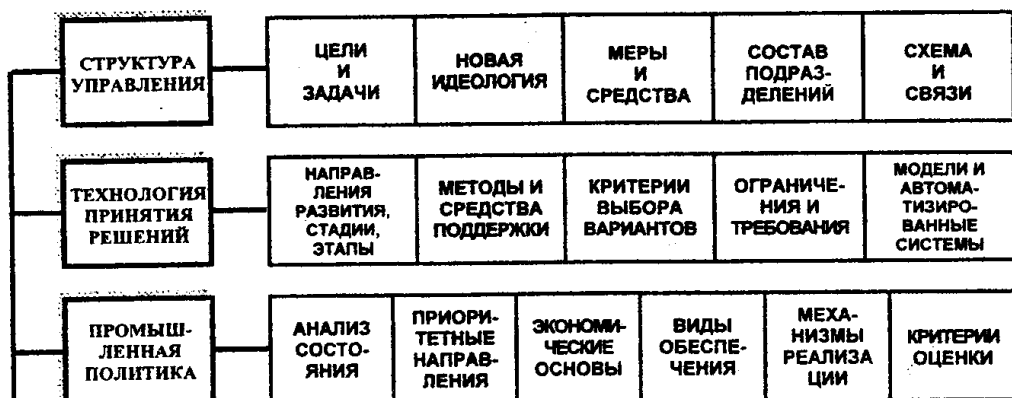 СТРУКТУРА
УПРАВЛЕНИЯ
ЦЕЛИ
И
ЗАДАЧИ
НОВАЯ
ИДЕОЛОГИЯ
МЕРЫ
И
СРЕДСТВА
СОСТАВ
ПОДРАЗ-
ДЕЛЕНИЙ
СХЕМА
И
СВЯЗИ
ТЕХНОЛОГИЯ
ПРИНЯТИЯ
РЕШЕНИЙ
НАПРАВ-
ЛЕНИЯ
РАЗВИТИЯ,
СТАДИИ,
ЭТАПЫ
МЕТОДЫ И
СРЕДСТВА
ПОДДЕРЖКИ
КРИТЕРИИ
ВЫБОРА
ВАРИАНТОВ
ОГРАНИЧЕ-
НИЯ И
ТРЕБОВАНИЯ
МОДЕЛИ И
АВТОМА-
ТИЗИРО-
ВАННЫЕ
СИСТЕМЫ
ПРОМЫШ-
ЛЕННАЯ
ПОЛИТИКА
АНАЛИЗ
СОСТО-
ЯНИЯ
ПРИОРИ-
ТЕТНЫЕ
НАПРАВ-
ЛЕНИЯ
ЭКОНОМИ-
ЧЕСКИЕ
ОСНОВЫ
ВИДЫ
ОБЕСПЕ-
ЧЕНИЯ
МЕХА-
НИЗМЫ
РЕАЛИЗА
ЦИИ
КРИТЕРИИ
ОЦЕНКИ